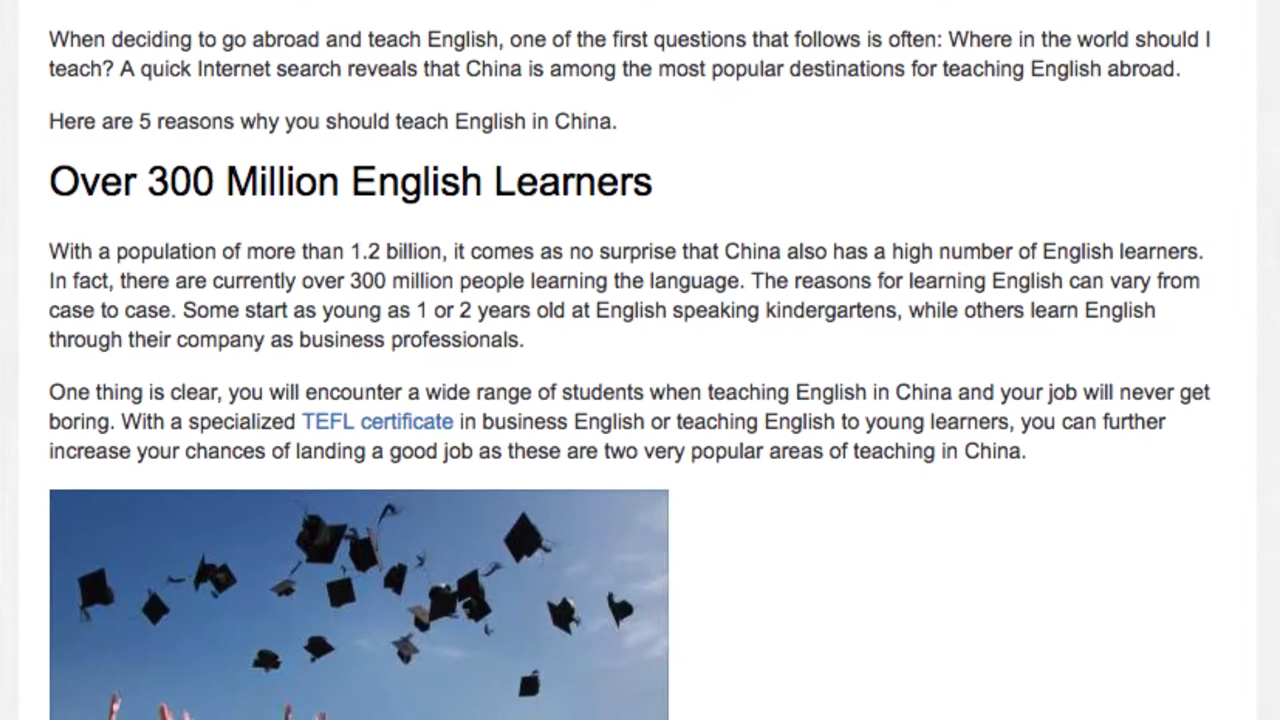 When deciding to go abroad and teach English, one of the first questions that follows is often: Where in the world should I
teach? A quick Internet search reveals that China is among the most popular destinations for teaching English abroad.
Here are 5 reasons why you should teach English in China.
Over 300 Million English Learners
With a population of more than 1.2 billion, it comes as no surprise that China also has a high number of English learners.
In fact, there are currently over 300 million people learning the language. The reasons for learning English can vary from
case to case. Some start as young as 1 or 2 years old at English speaking kindergartens, while others learn English
through their company as business professionals.
One thing is clear, you will encounter a wide range of students when teaching English in China and your job will never get
boring. With a specialized TEFL certificate in business English or teaching English to young learners, you can further
increase your chances of landing a good job as these are two very popular areas of teaching in China.